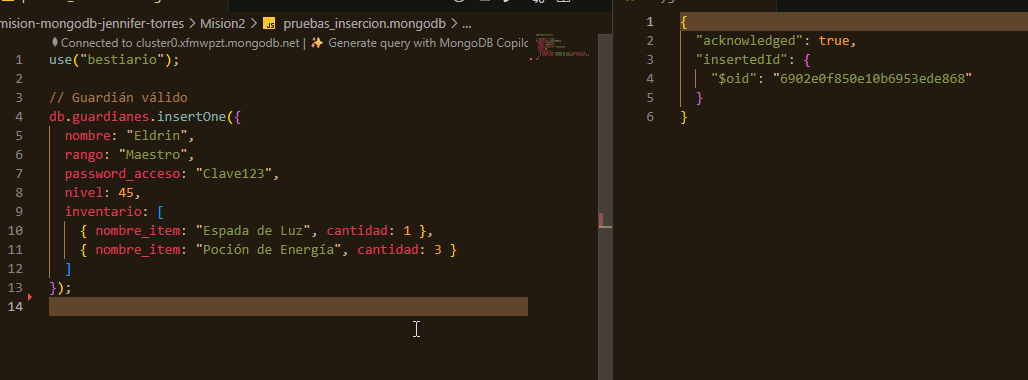 mision-mongodb-jennifer-torres > Mision2 > JS pruebas_insercion.mongodb > ...
Connected to cluster0.xfmwpzt.mongodb.net | ✨ Generate query with MongoDB Copilc
1 use("bestiario");
2
3 // Guardián válido
4 db.guardianes.insertOne({
5   nombre: "Eldrin",
6   rango: "Maestro",
7   password_acceso: "Clave123",
8   nivel: 45,
9   inventario: [
10     { nombre_item: "Espada de Luz", cantidad: 1 },
11     { nombre_item: "Poción de Energía", cantidad: 3 }
12   ]
13 });
14
1 {
2   "acknowledged": true,
3   "insertedId": {
4     "$oid": "6902e0f850e10b6953ede868"
5   }
6 }